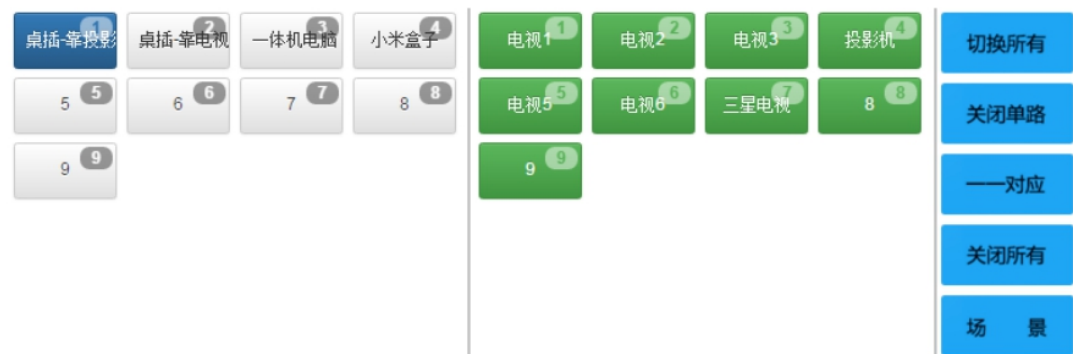 桌插-靠投影 1 桌插-靠电视 2 一体机电脑 3 小米盒子 4
5 5 6 6 7 7 8 8
9 9
电视1 1 电视2 2 电视3 3 投影机 4
电视5 5 电视6 6 三星电视 7 8 8
9 9
切换所有
关闭单路
一一对应
关闭所有
场 景